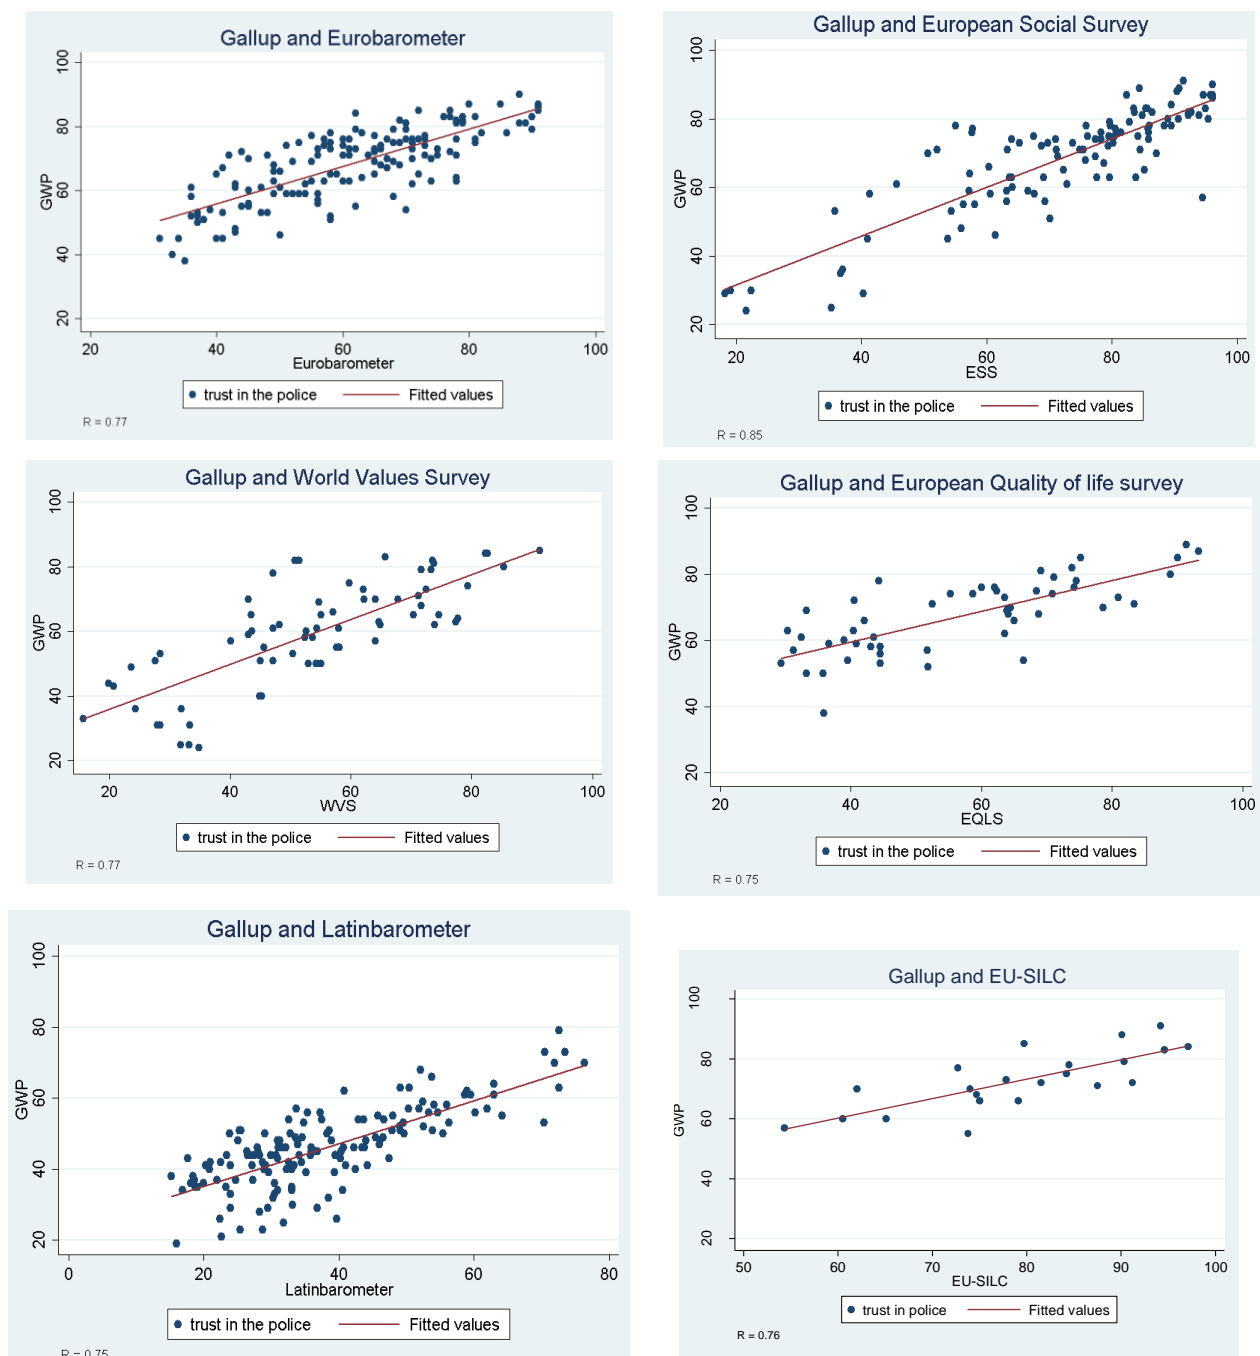 Gallup and Eurobarometer
GWP
100
80
60
40
20
20 40 60 80 100
Eurobarometer
trust in the police Fitted values
R = 0.77
Gallup and European Social Survey
GWP
100
80
60
40
20
20 40 60 80 100
ESS
trust in the police Fitted values
R = 0.85
Gallup and World Values Survey
GWP
100
80
60
40
20
20 40 60 80 100
WVS
trust in the police Fitted values
R = 0.77
Gallup and European Quality of life survey
GWP
100
80
60
40
20
20 40 60 80 100
EQLS
trust in the police Fitted values
R = 0.75
Gallup and Latinbarometer
GWP
100
80
60
40
20
0 20 40 60 80
Latinbarometer
trust in the police Fitted values
R = 0.75
Gallup and EU-SILC
GWP
100
80
60
40
20
50 60 70 80 90 100
EU-SILC
trust in police Fitted values
R = 0.76